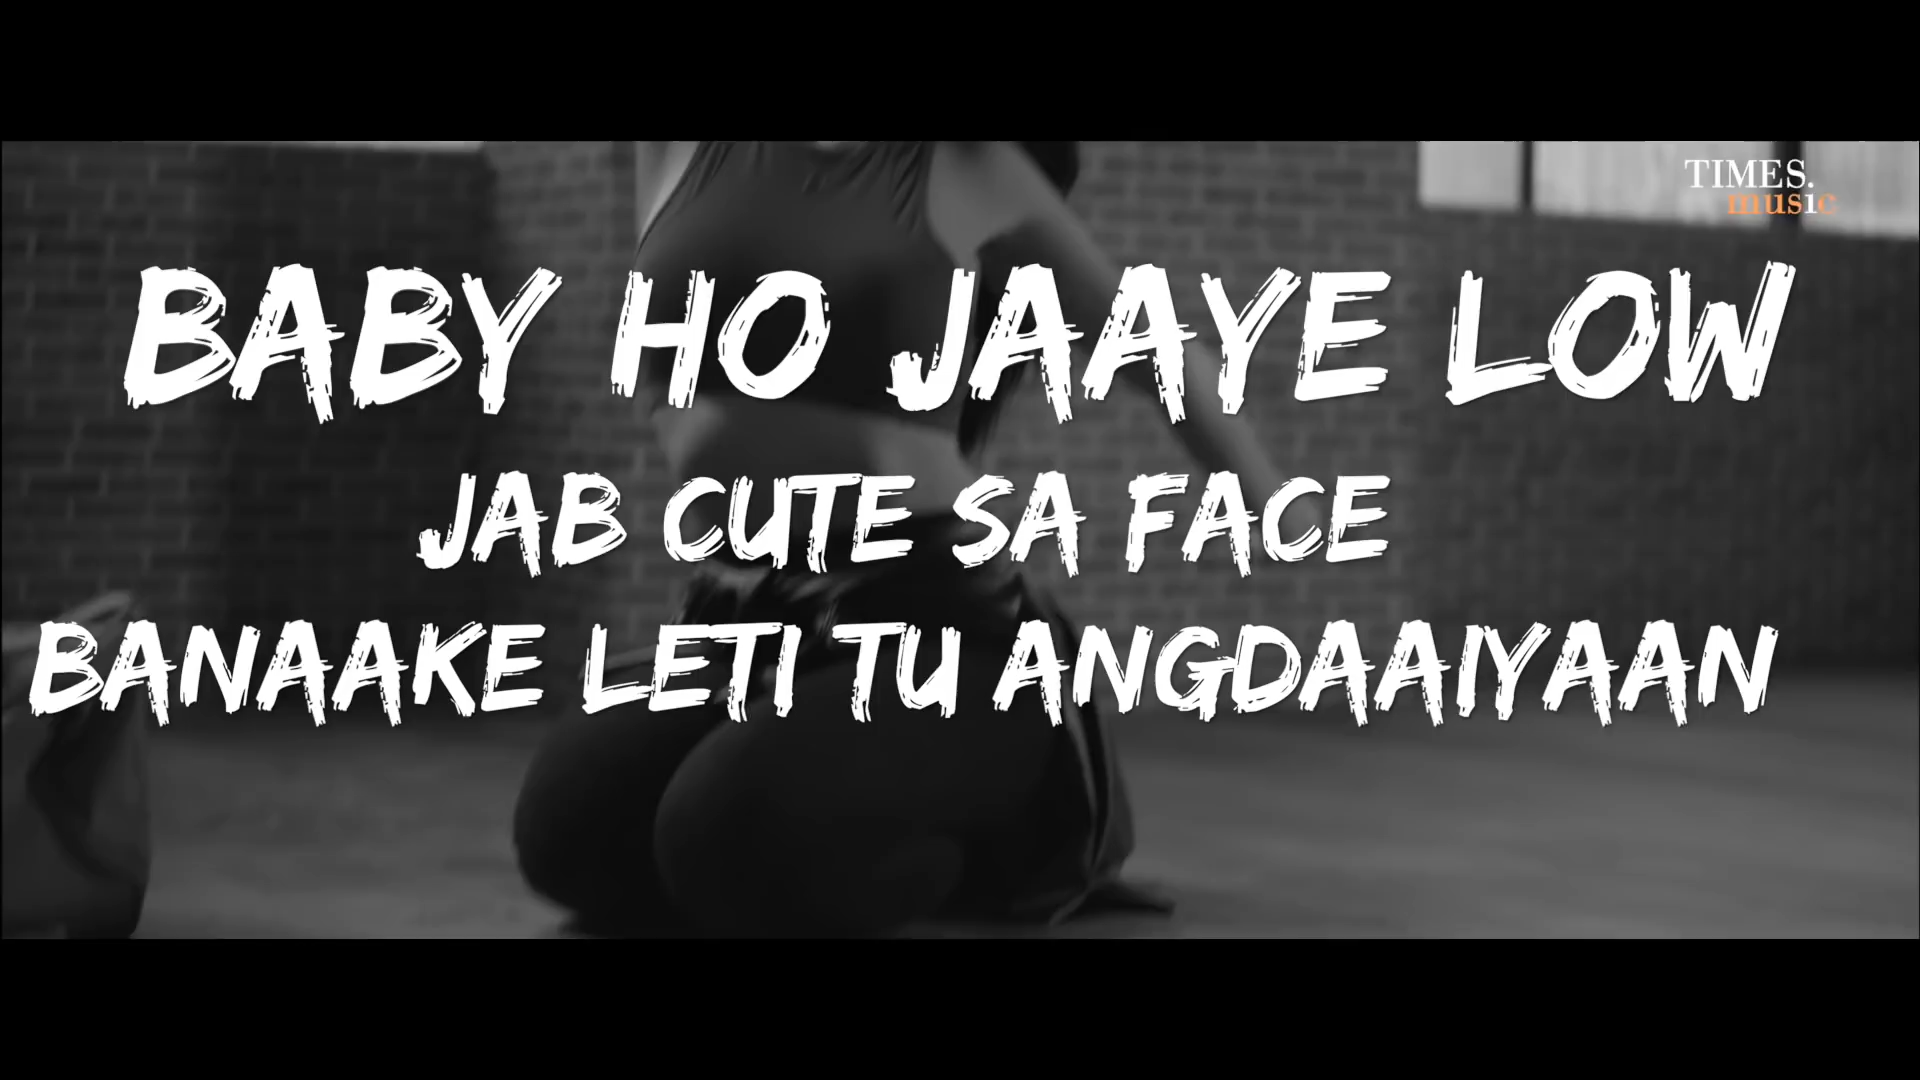 TIMES.
music
BABY HO JAAYE LOW
JAB CUTE SA FACE
BANAAKE LETI TU ANGDAAIYAAN